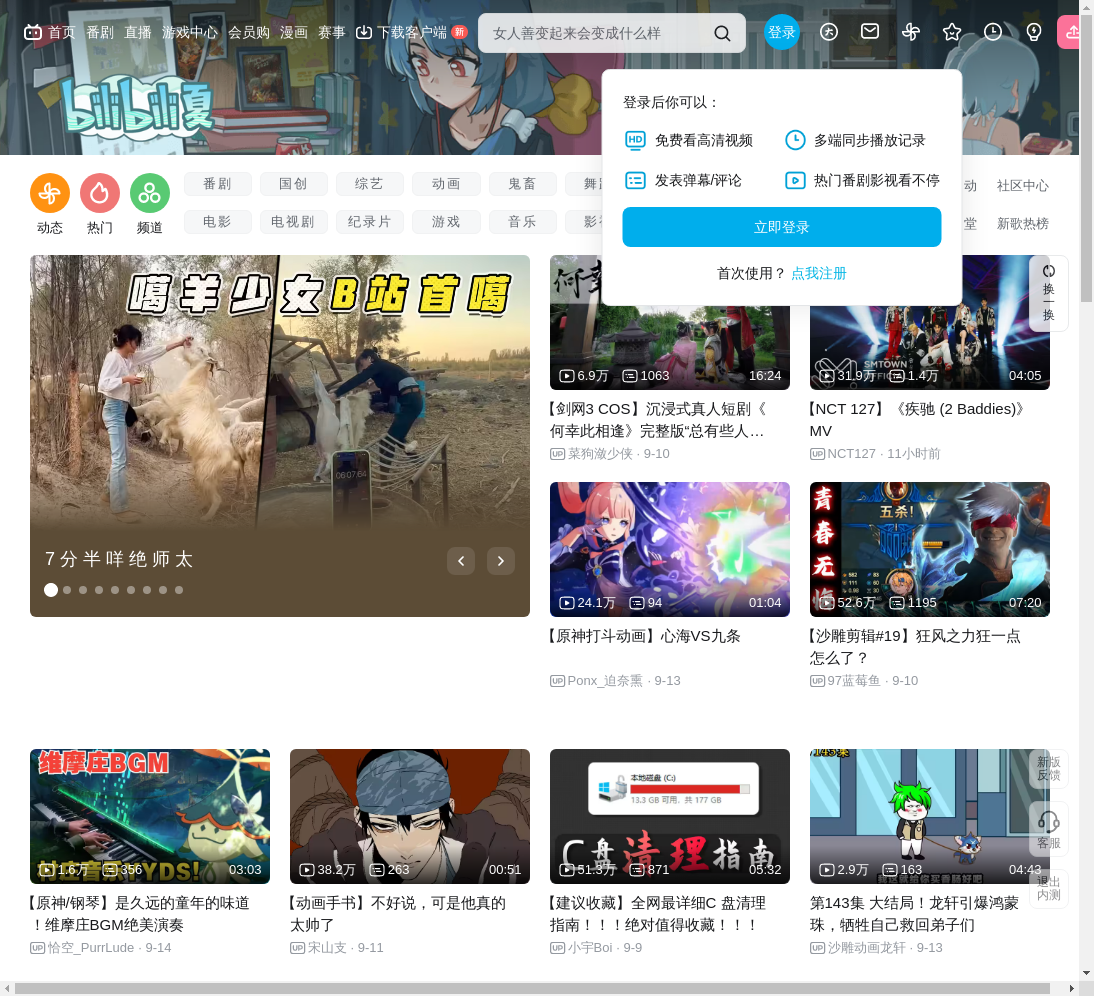 首页 番剧 直播 游戏中心 会员购 漫画 赛事 下载客户端 新
女人善变起来会变成什么样
登录
bilibili夏
登录后你可以：
HD 免费看高清视频
多端同步播放记录
发表弹幕/评论
热门番剧影视看不停
立即登录
首次使用？ 点我注册
动态 热门 频道
番剧 国创 综艺 动画 鬼畜
电影 电视剧 纪录片 游戏 音乐
动 社区中心
堂 新歌热榜
噶羊少女B站首噶
06:07:64
7分半咩绝师太
换一换
6.9万 1063 16:24
【剑网3 COS】沉浸式真人短剧《
何幸此相逢》完整版“总有些人…
UP 菜狗潋少侠 · 9-10
SMTOWN
31.9万 1.4万 04:05
【NCT 127】《疾驰 (2 Baddies)》
MV
UP NCT127 · 11小时前
24.1万 94 01:04
【原神打斗动画】心海VS九条
UP Ponx_迫奈熏 · 9-13
青春无悔
五杀!
52.6万 1195 07:20
【沙雕剪辑#19】狂风之力狂一点
怎么了？
UP 97蓝莓鱼 · 9-10
维摩庄BGM
1.6万 356 03:03
【原神/钢琴】是久远的童年的味道
！维摩庄BGM绝美演奏
UP 恰空_PurrLude · 9-14
38.2万 263 00:51
【动画手书】不好说，可是他真的
太帅了
UP 宋山支 · 9-11
本地磁盘 (C:)
13.3 GB 可用，共 177 GB
C盘清理指南
51.3万 871 05:32
【建议收藏】全网最详细C 盘清理
指南！！！绝对值得收藏！！！
UP 小宇Boi · 9-9
2.9万 163 04:43
第143集 大结局！龙轩引爆鸿蒙
珠，牺牲自己救回弟子们
UP 沙雕动画龙轩 · 9-13
新版
反馈
客服
退出
内测